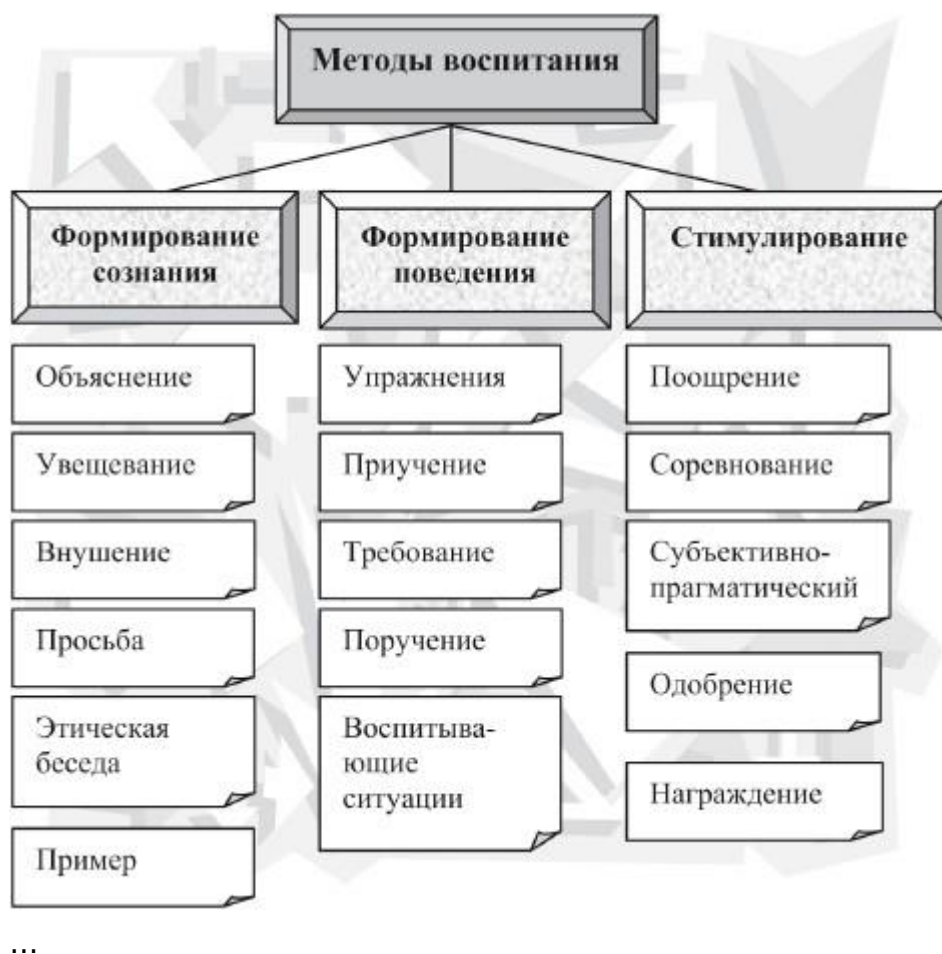 Методы воспитания
Формирование
сознания
Объяснение
Увещевание
Внушение
Просьба
Этическая
беседа
Пример
Формирование
поведения
Упражнения
Приучение
Требование
Поручение
Воспитыва-
ющие
ситуации
Стимулирование
Поощрение
Соревнование
Субъективно-
прагматический
Одобрение
Награждение
...